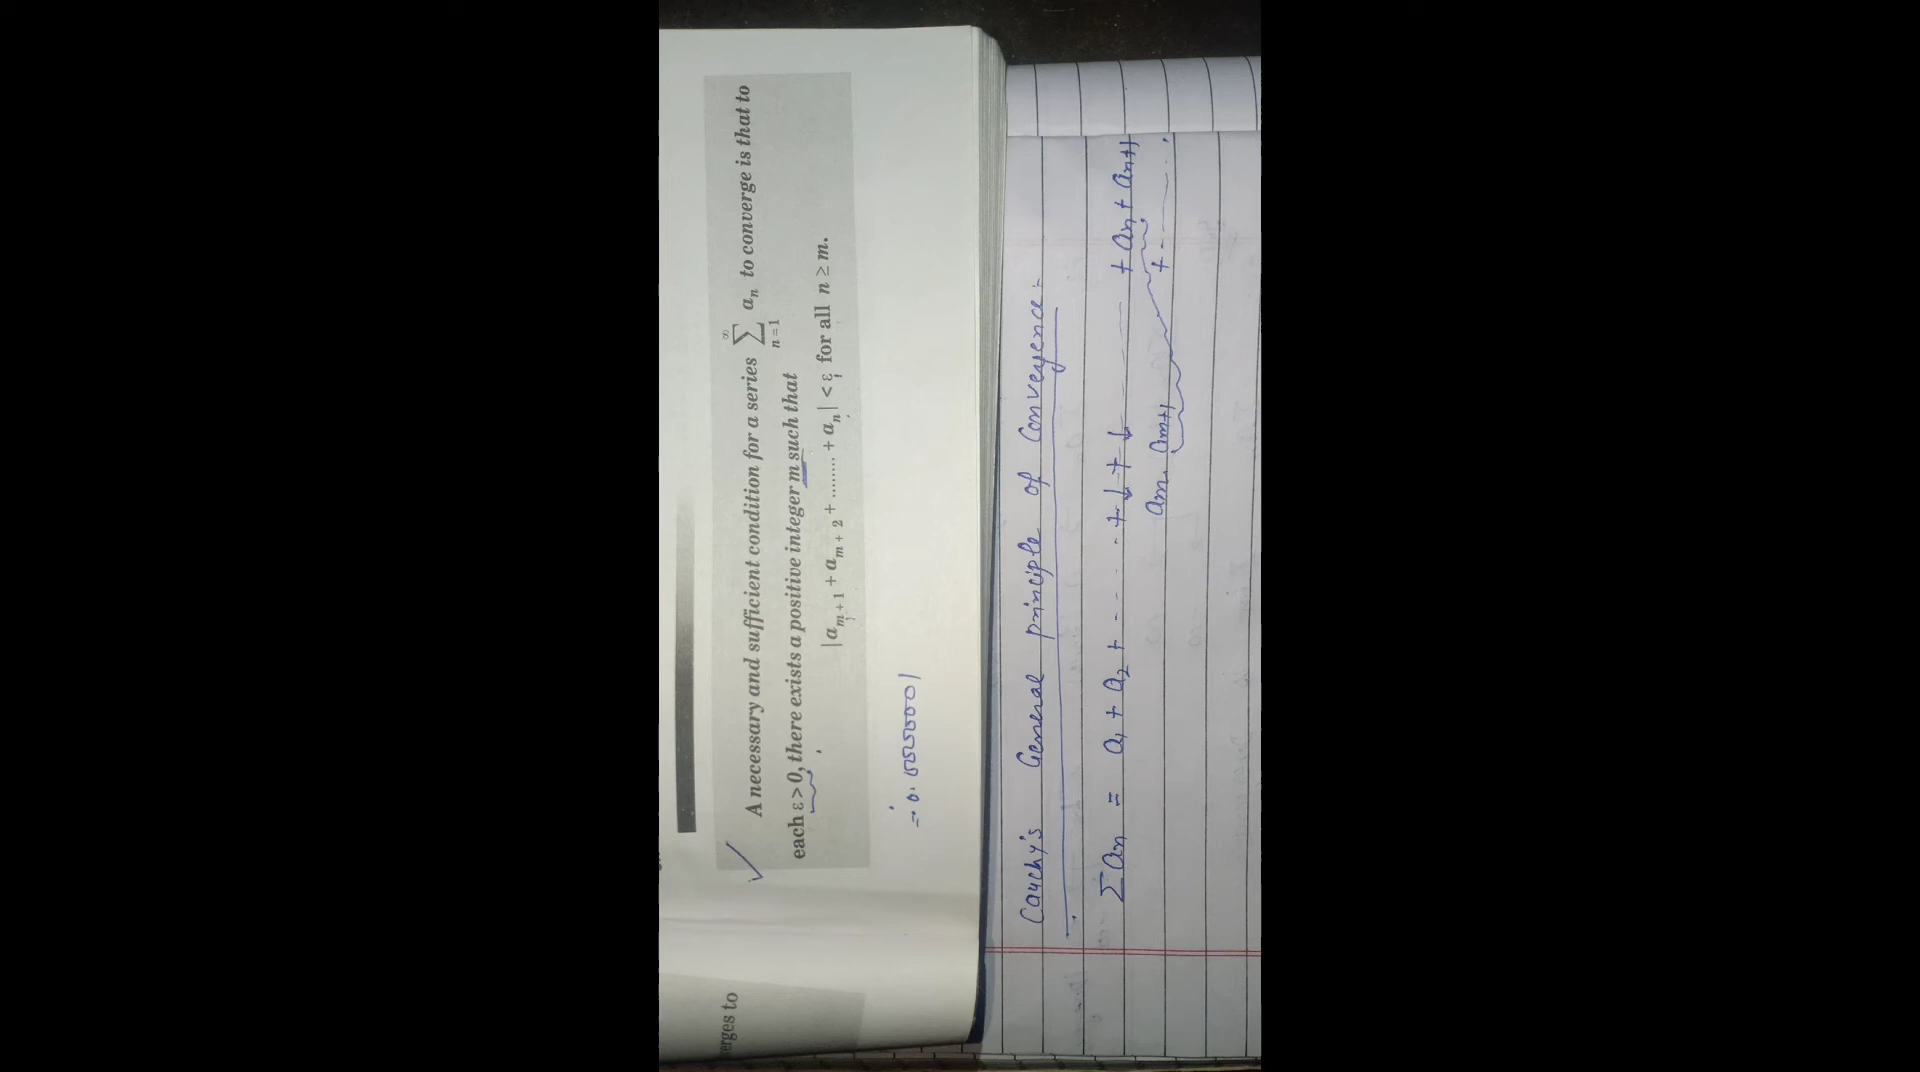 A necessary and sufficient condition for a series ∑ₙ₌₁^∞ aₙ to converge is that to
each ε > 0, there exists a positive integer m such that
|aₘ₊₁ + aₘ₊₂ + ........ + aₙ| < ε for all n ≥ m.
erges to
Cauchy's General principle of Convergence:-
∑an = a₁ + a₂ + - - - - - + ↓ + ↓ + an + an+1
am. am+1 + - - - -